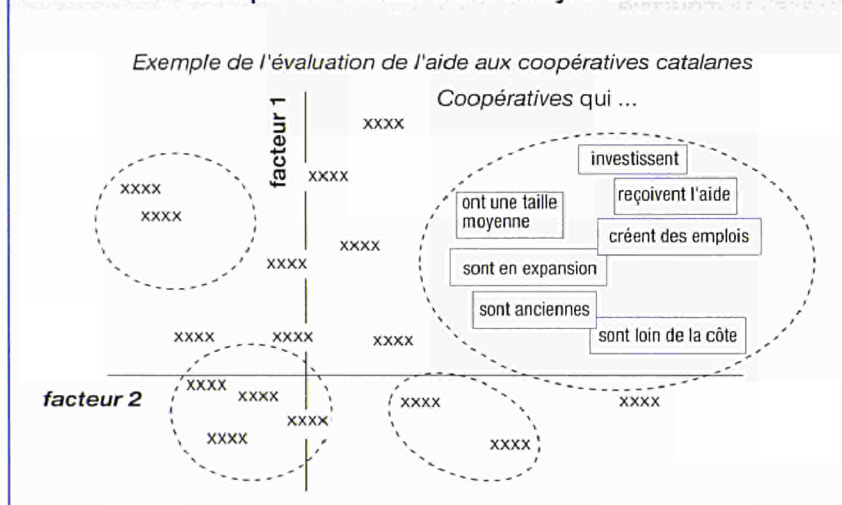 Exemple de l'évaluation de l'aide aux coopératives catalanes
Coopératives qui ...
facteur 1
xxxx
investissent
xxxx
xxxx
reçoivent l'aide
ont une taille
moyenne
xxxx
créent des emplois
xxxx
xxxx
sont en expansion
sont anciennes
xxxx
xxxx
xxxx
sont loin de la côte
facteur 2
xxxx
xxxx
xxxx
xxxx
xxxx
xxxx
xxxx
xxxx